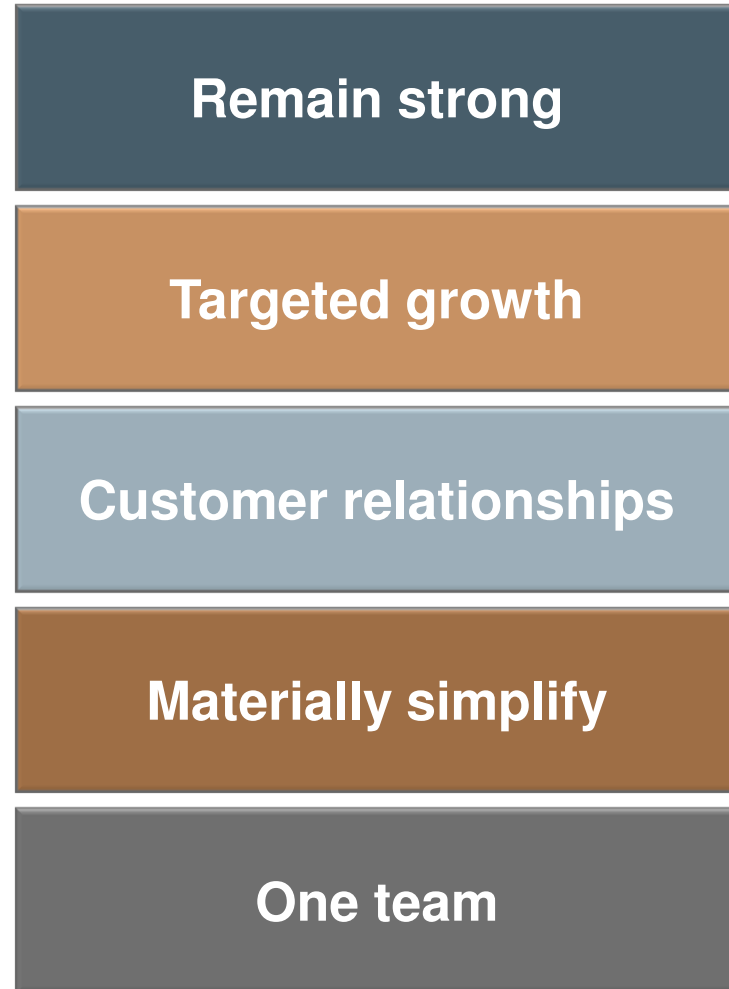 Remain strong
Targeted growth
Customer relationships
Materially simplify
One team